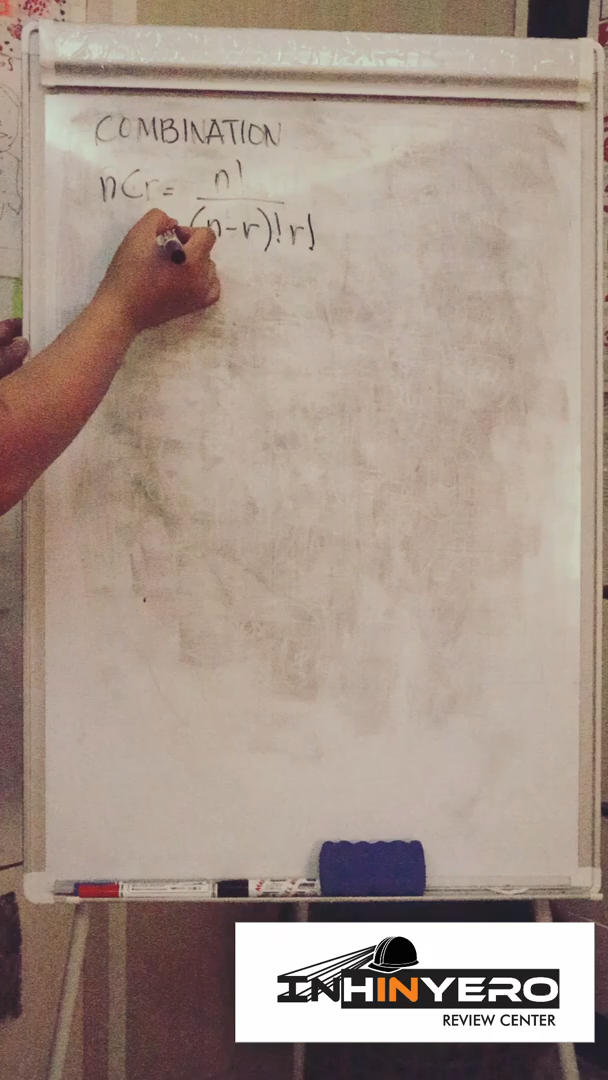 COMBINATION
nCr = n!
(n-r)! r!
INHINYERO
REVIEW CENTER